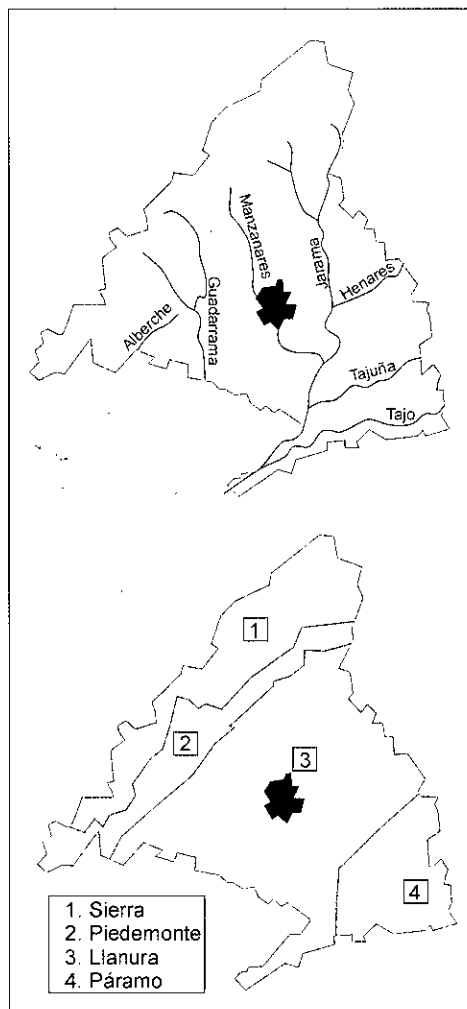 Manzanares
Jarama
Henares
Guadarrama
Alberche
Tajuña
Tajo
1
2
3
4
1. Sierra
2. Piedemonte
3. Llanura
4. Páramo